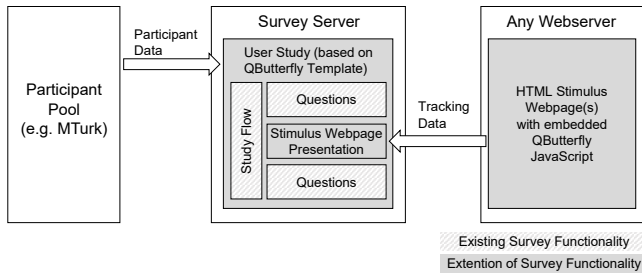 Participant
Pool
(e.g. MTurk)
Participant
Data
Survey Server
User Study (based on
QButterfly Template)
Study Flow
Questions
Stimulus Webpage
Presentation
Questions
Tracking
Data
Any Webserver
HTML Stimulus
Webpage(s)
with embedded
QButterfly
JavaScript
Existing Survey Functionality
Extention of Survey Functionality